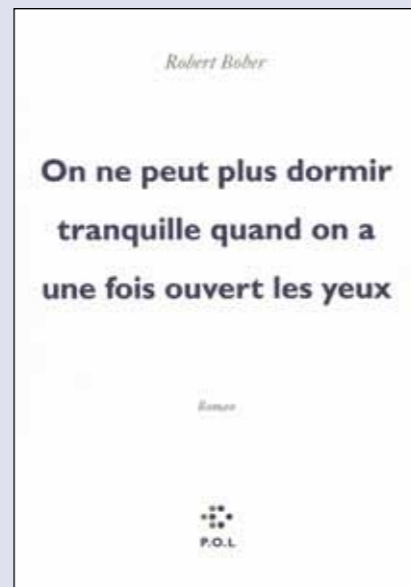 Robert Bober
On ne peut plus dormir
tranquille quand on a
une fois ouvert les yeux
Roman
P.O.L